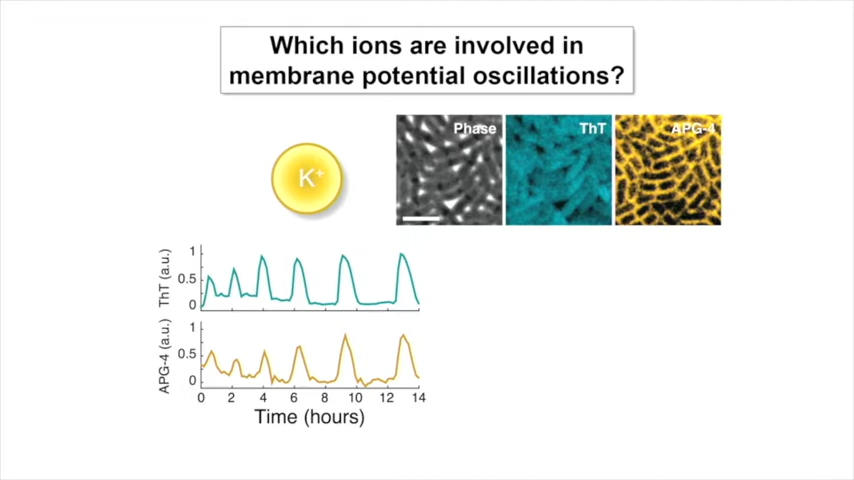 Which ions are involved in
membrane potential oscillations?
Phase
ThT
APG-4
K+
ThT (a.u.)
1
0.5
0
APG-4 (a.u.)
1
0.5
0
0 2 4 6 8 10 12 14
Time (hours)